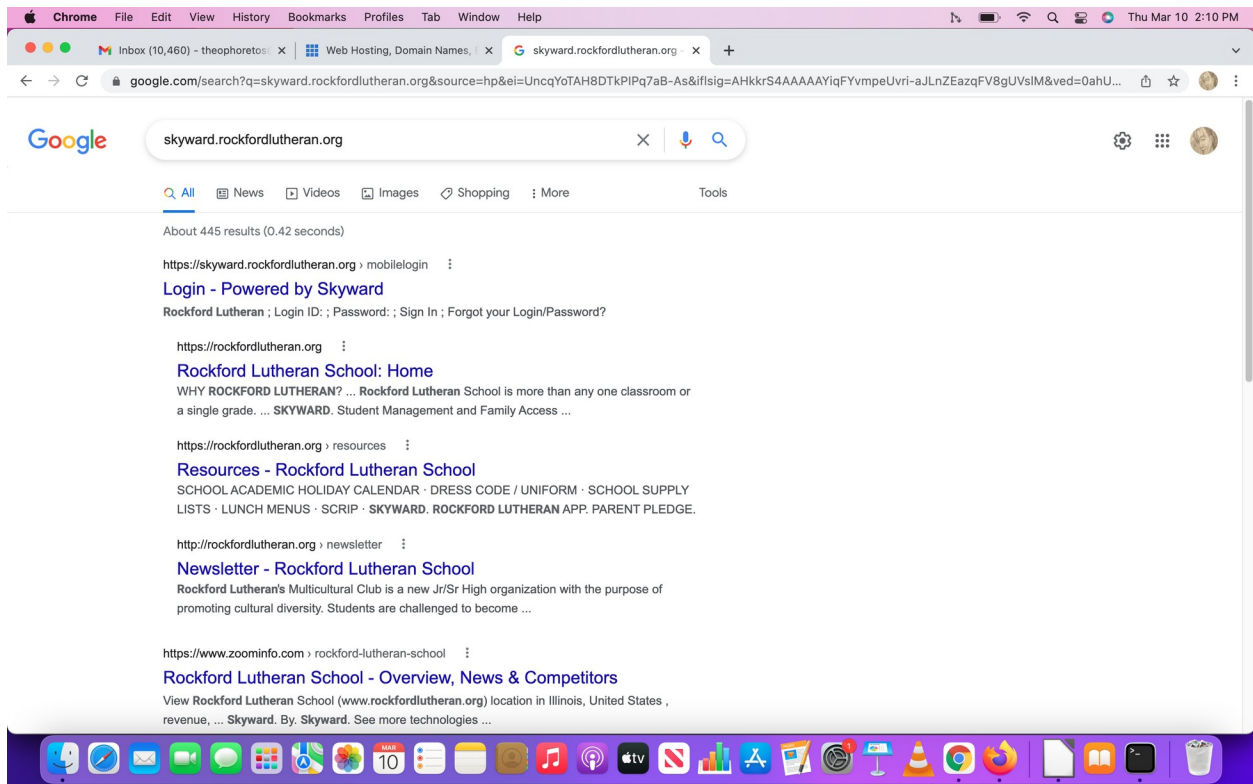 Chrome File Edit View History Bookmarks Profiles Tab Window Help Thu Mar 10 2:10 PM
Inbox (10,460) - theophoretos Web Hosting, Domain Names, skyward.rockfordlutheran.org -
google.com/search?q=skyward.rockfordlutheran.org&source=hp&ei=UncqYoTAH8DTkPIPq7aB-As&iflsig=AHkkrS4AAAAAYiqFYvmpeUvri-aJLnZEazqFV8gUVslM&ved=0ahU...
Google skyward.rockfordlutheran.org
All News Videos Images Shopping More Tools
About 445 results (0.42 seconds)
https://skyward.rockfordlutheran.org › mobilelogin
Login - Powered by Skyward
Rockford Lutheran ; Login ID: ; Password: ; Sign In ; Forgot your Login/Password?
https://rockfordlutheran.org
Rockford Lutheran School: Home
WHY ROCKFORD LUTHERAN? ... Rockford Lutheran School is more than any one classroom or
a single grade. ... SKYWARD. Student Management and Family Access ...
https://rockfordlutheran.org › resources
Resources - Rockford Lutheran School
SCHOOL ACADEMIC HOLIDAY CALENDAR · DRESS CODE / UNIFORM · SCHOOL SUPPLY
LISTS · LUNCH MENUS · SCRIP · SKYWARD. ROCKFORD LUTHERAN APP. PARENT PLEDGE.
http://rockfordlutheran.org › newsletter
Newsletter - Rockford Lutheran School
Rockford Lutheran's Multicultural Club is a new Jr/Sr High organization with the purpose of
promoting cultural diversity. Students are challenged to become ...
https://www.zoominfo.com › rockford-lutheran-school
Rockford Lutheran School - Overview, News & Competitors
View Rockford Lutheran School (www.rockfordlutheran.org) location in Illinois, United States ,
revenue, ... Skyward. By. Skyward. See more technologies ...
MAR
10
tv
1